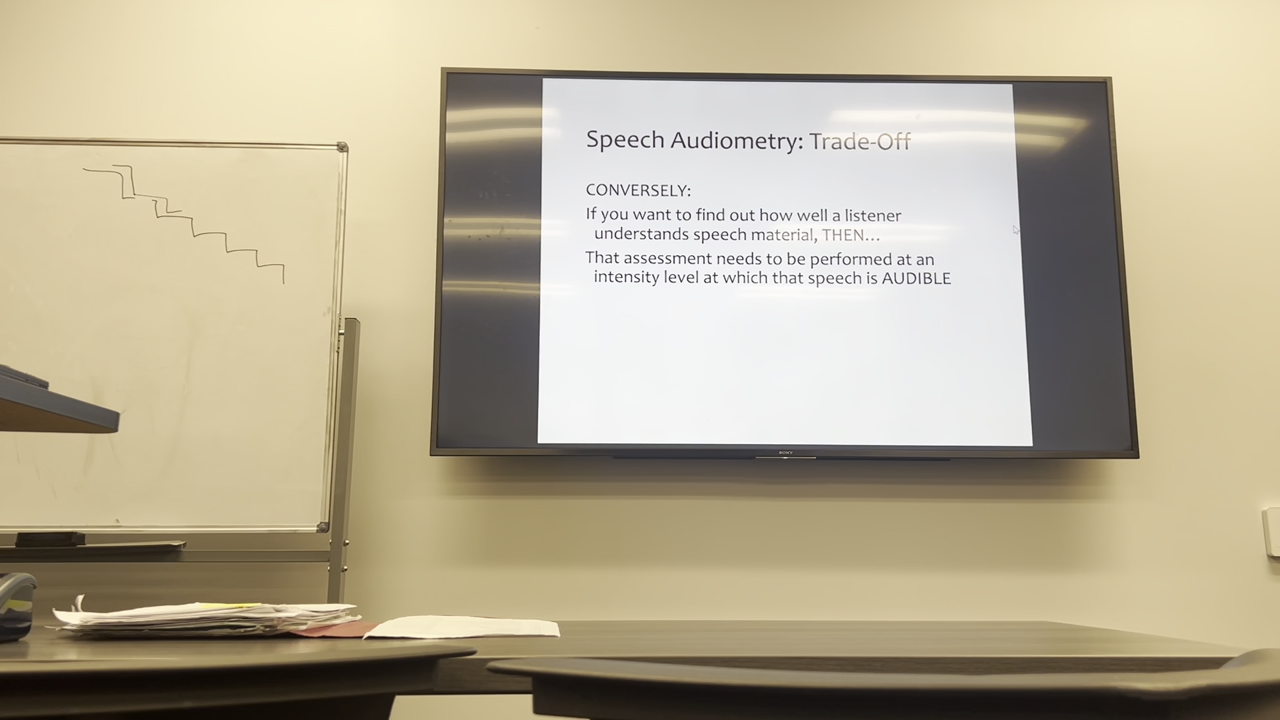 Speech Audiometry: Trade-Off
CONVERSELY:
If you want to find out how well a listener
understands speech material, THEN…
That assessment needs to be performed at an
intensity level at which that speech is AUDIBLE
SONY